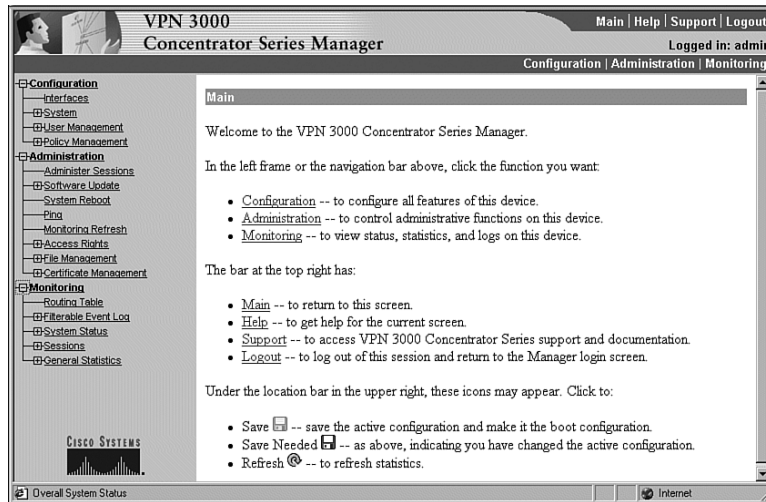 VPN 3000
Concentrator Series Manager
Main | Help | Support | Logout
Logged in: admin
Configuration | Administration | Monitoring
Configuration
Interfaces
System
User Management
Policy Management
Administration
Administer Sessions
Software Update
System Reboot
Ping
Monitoring Refresh
Access Rights
File Management
Certificate Management
Monitoring
Routing Table
Filterable Event Log
System Status
Sessions
General Statistics
CISCO SYSTEMS
Main
Welcome to the VPN 3000 Concentrator Series Manager.
In the left frame or the navigation bar above, click the function you want:
Configuration -- to configure all features of this device.
Administration -- to control administrative functions on this device.
Monitoring -- to view status, statistics, and logs on this device.
The bar at the top right has:
Main -- to return to this screen.
Help -- to get help for the current screen.
Support -- to access VPN 3000 Concentrator Series support and documentation.
Logout -- to log out of this session and return to the Manager login screen.
Under the location bar in the upper right, these icons may appear. Click to:
Save -- save the active configuration and make it the boot configuration.
Save Needed -- as above, indicating you have changed the active configuration.
Refresh -- to refresh statistics.
Overall System Status
Internet